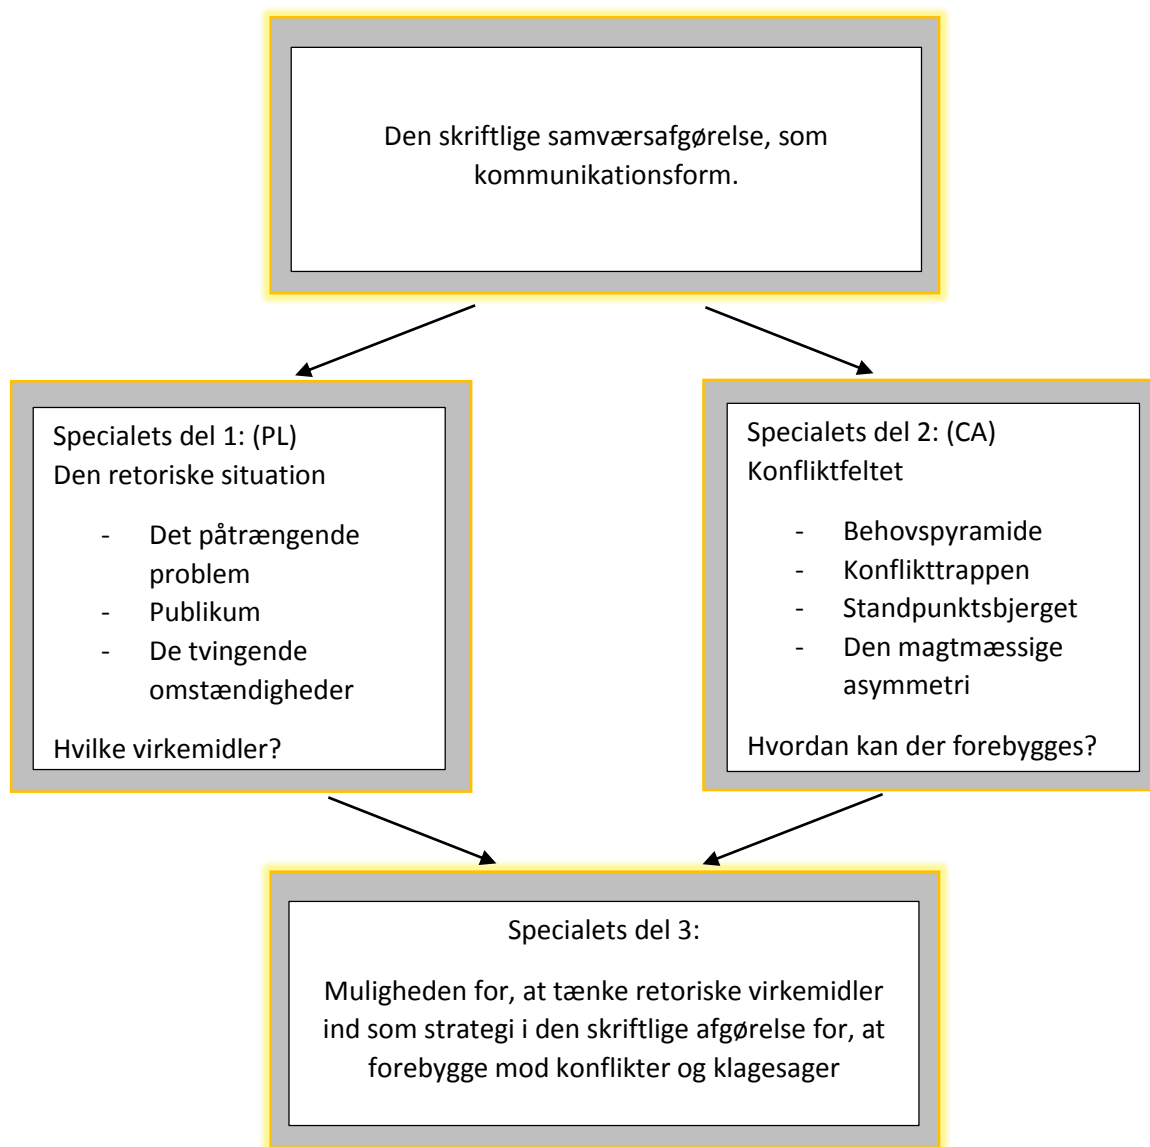 Den skriftlige samværsafgørelse, som
kommunikationsform.
Specialets del 1: (PL)
Den retoriske situation
- Det påtrængende
problem
- Publikum
- De tvingende
omstændigheder
Hvilke virkemidler?
Specialets del 2: (CA)
Konfliktfeltet
- Behovspyramide
- Konflikttrappen
- Standpunktsbjerget
- Den magtmæssige
asymmetri
Hvordan kan der forebygges?
Specialets del 3:
Muligheden for, at tænke retoriske virkemidler
ind som strategi i den skriftlige afgørelse for, at
forebygge mod konflikter og klagesager